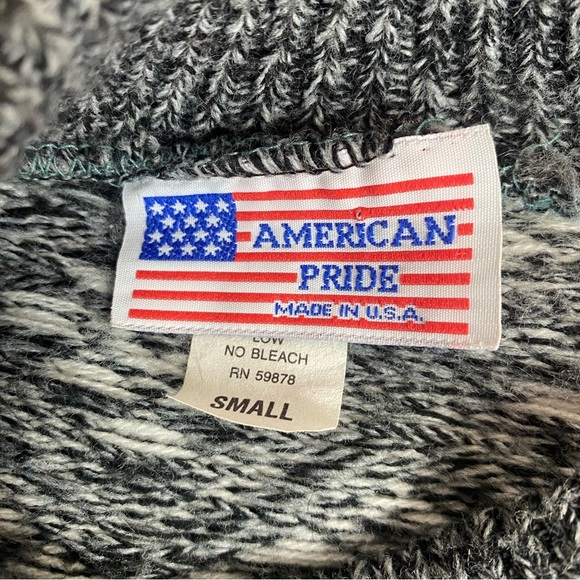 AMERICAN
PRIDE
MADE IN U.S.A.
LOW
NO BLEACH
RN 59878
SMALL